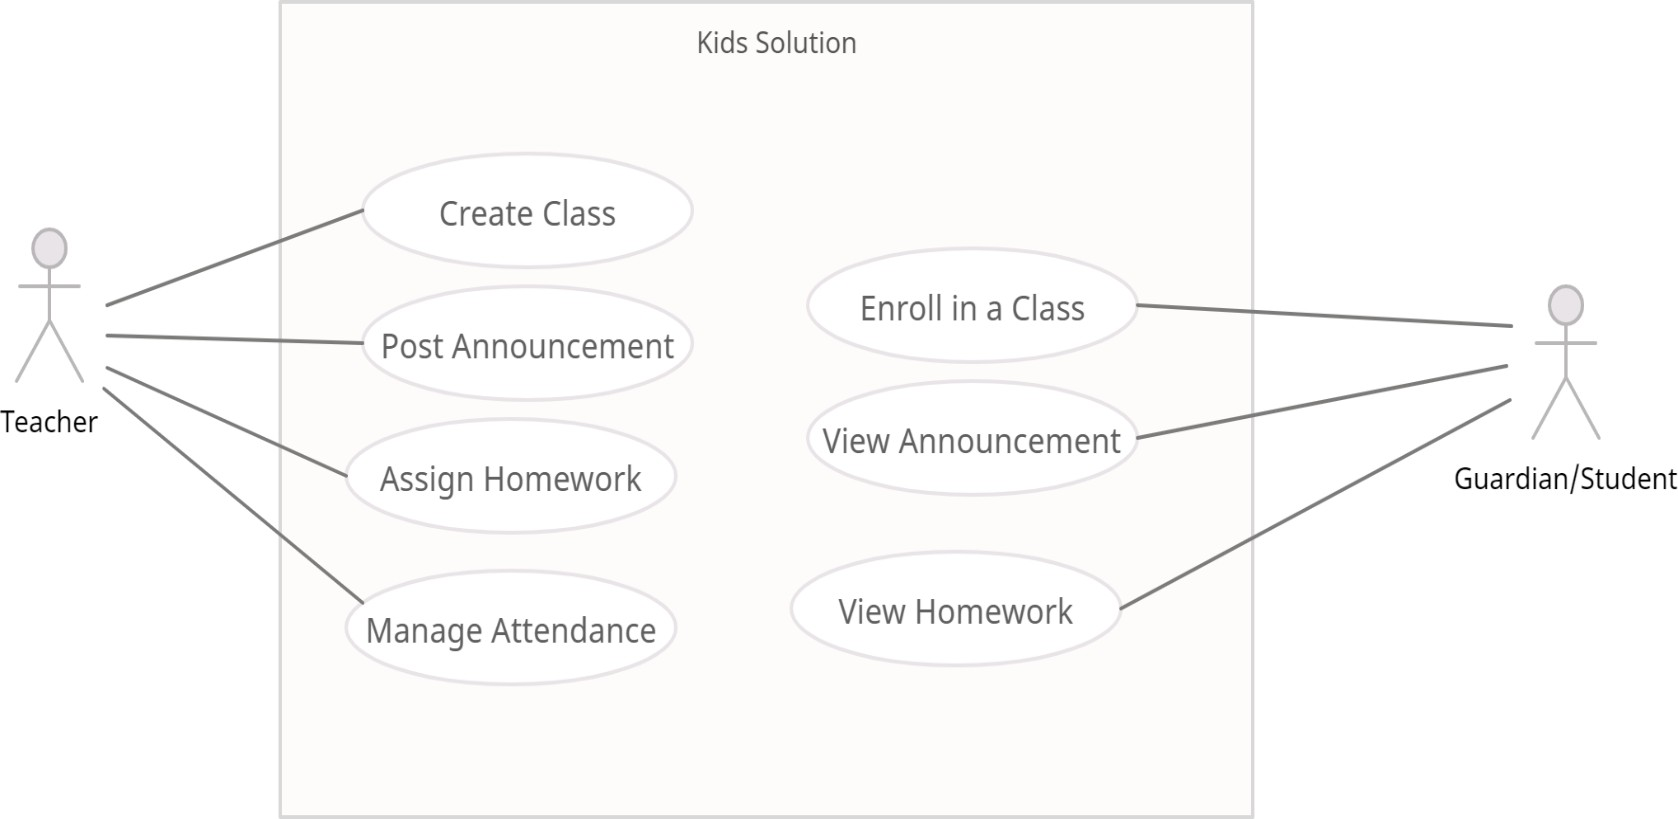 Kids Solution
Create Class
Post Announcement
Assign Homework
Manage Attendance
Enroll in a Class
View Announcement
View Homework
Teacher
Guardian/Student